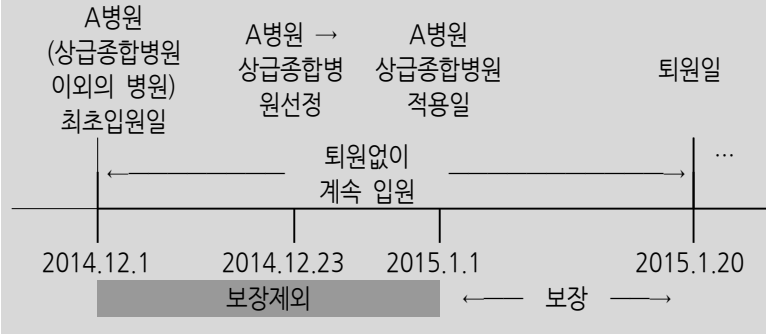 A병원
(상급종합병원
이외의 병원)
최초입원일
A병원 →
상급종합병
원선정
A병원
상급종합병원
적용일
퇴원일
퇴원없이
계속 입원
…
2014.12.1
2014.12.23
2015.1.1
2015.1.20
보장제외
보장